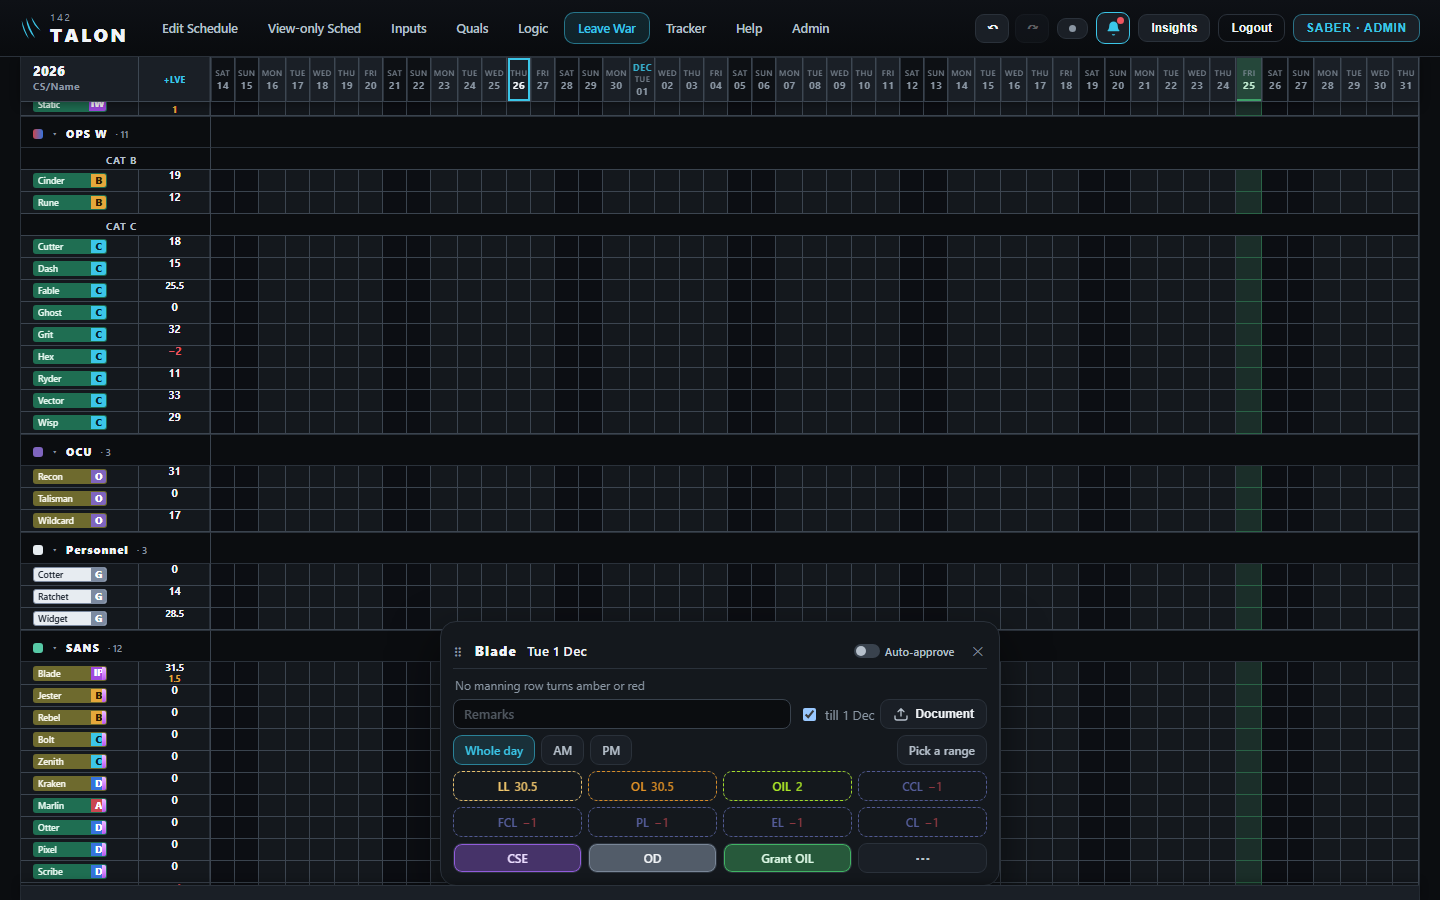 142
TALON
Edit Schedule
View-only Sched
Inputs
Quals
Logic
Leave War
Tracker
Help
Admin
Insights
Logout
SABER · ADMIN
2026
CS/Name
+LVE
SAT 14
SUN 15
MON 16
TUE 17
WED 18
THU 19
FRI 20
SAT 21
SUN 22
MON 23
TUE 24
WED 25
THU 26
FRI 27
SAT 28
SUN 29
MON 30
DEC TUE 01
WED 02
THU 03
FRI 04
SAT 05
SUN 06
MON 07
TUE 08
WED 09
THU 10
FRI 11
SAT 12
SUN 13
MON 14
TUE 15
WED 16
THU 17
FRI 18
SAT 19
SUN 20
MON 21
TUE 22
WED 23
THU 24
FRI 25
SAT 26
SUN 27
MON 28
TUE 29
WED 30
THU 31
Static IW 1
OPS W · 11
CAT B
Cinder B 19
Rune B 12
CAT C
Cutter C 18
Dash C 15
Fable C 25.5
Ghost C 0
Grit C 32
Hex C −2
Ryder C 11
Vector C 33
Wisp C 29
OCU · 3
Recon O 31
Talisman O 0
Wildcard O 17
Personnel · 3
Cotter G 0
Ratchet G 14
Widget G 28.5
SANS · 12
Blade IP 31.5
1.5
Jester B 0
Rebel B 0
Bolt C 0
Zenith C 0
Kraken D 0
Marlin A 0
Otter D 0
Pixel D 0
Scribe D 0
Blade Tue 1 Dec
Auto-approve
No manning row turns amber or red
Remarks
till 1 Dec
Document
Whole day
AM
PM
Pick a range
LL 30.5
OL 30.5
OIL 2
CCL −1
FCL −1
PL −1
EL −1
CL −1
CSE
OD
Grant OIL
---